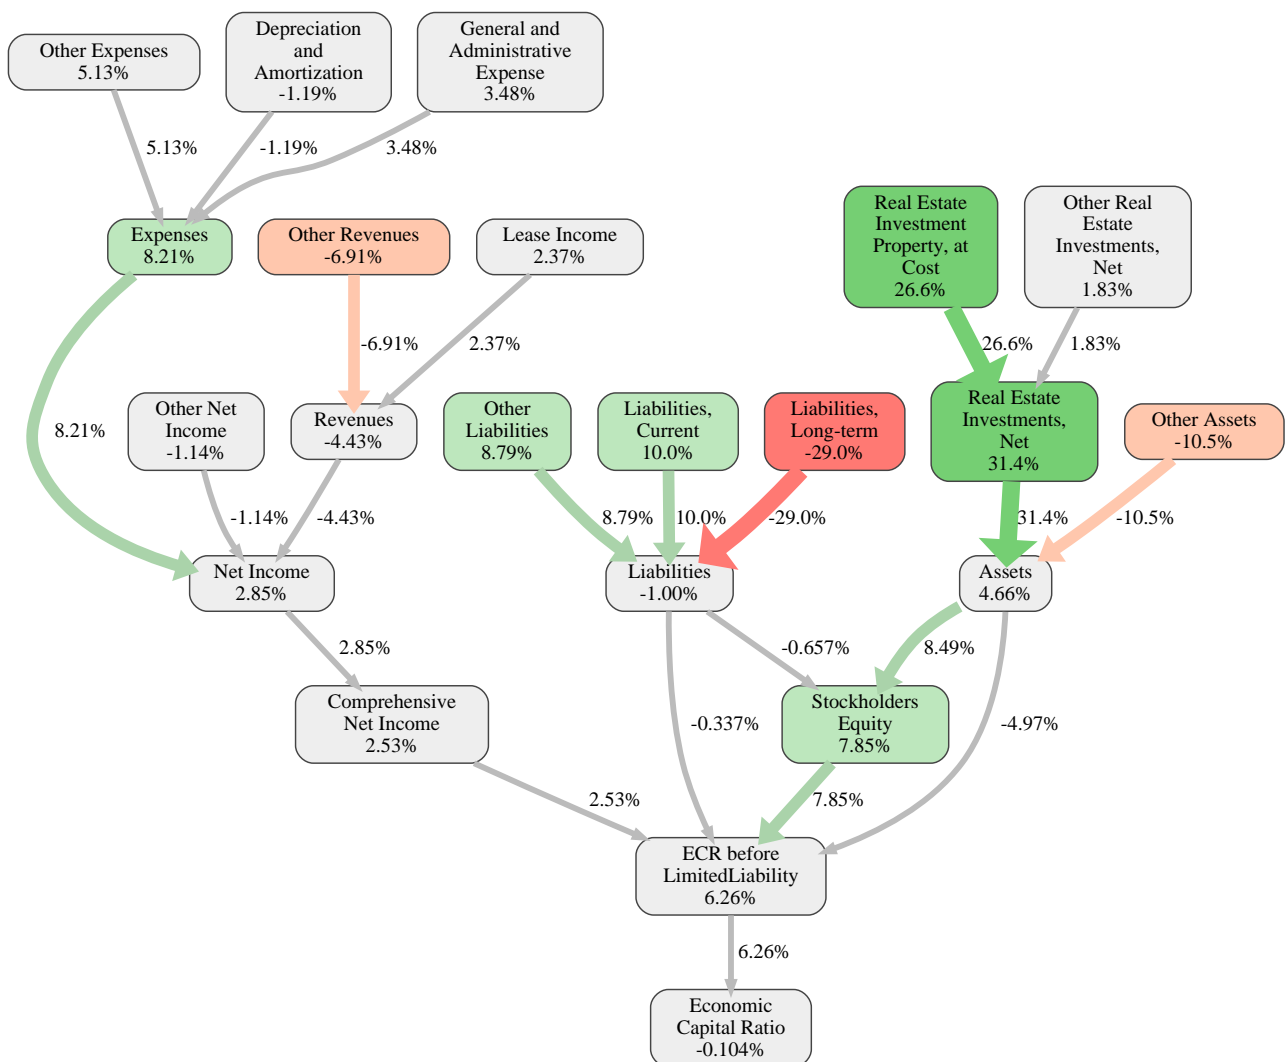 Other Expenses
5.13%
Depreciation
and
Amortization
-1.19%
General and
Administrative
Expense
3.48%
5.13%
-1.19%
3.48%
Expenses
8.21%
Other Revenues
-6.91%
Lease Income
2.37%
Real Estate
Investment
Property, at
Cost
26.6%
Other Real
Estate
Investments,
Net
1.83%
-6.91%
2.37%
26.6%
1.83%
8.21%
Other Net
Income
-1.14%
Revenues
-4.43%
Other
Liabilities
8.79%
Liabilities,
Current
10.0%
Liabilities,
Long-term
-29.0%
Real Estate
Investments,
Net
31.4%
Other Assets
-10.5%
-1.14%
-4.43%
8.79%
10.0%
-29.0%
31.4%
-10.5%
Net Income
2.85%
Liabilities
-1.00%
Assets
4.66%
2.85%
-0.657%
8.49%
Comprehensive
Net Income
2.53%
-0.337%
Stockholders
Equity
7.85%
-4.97%
2.53%
7.85%
ECR before
LimitedLiability
6.26%
6.26%
Economic
Capital Ratio
-0.104%